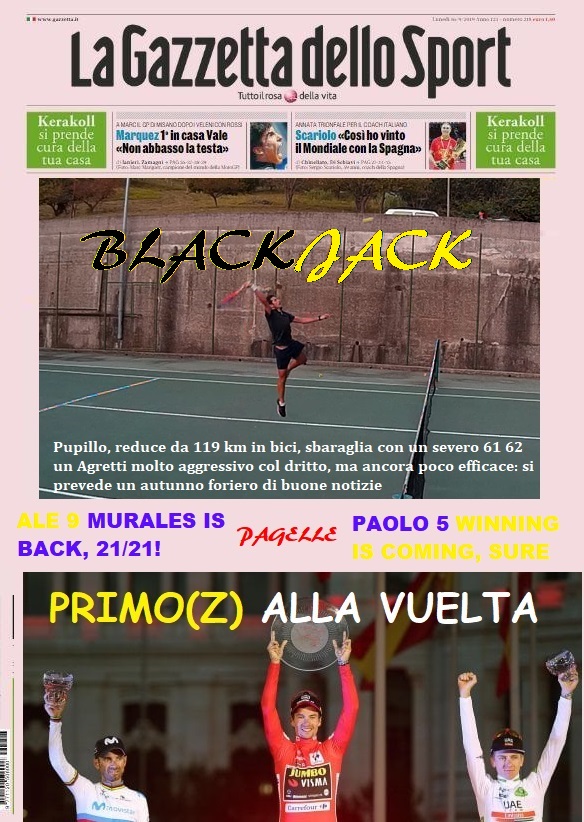 www.gazzetta.it
Lunedì 16/9/2019 Anno 123 - numero 218 euro 1,50
La Gazzetta dello Sport
Tutto il rosa della vita
Kerakoll
si prende
cura della
tua casa
A MARC IL GP DI MISANO DOPO I VELENI CON ROSSI
Marquez 1° in casa Vale
«Non abbasso la testa»
ANNATA TRIONFALE PER IL COACH ITALIANO
Scariolo «Così ho vinto
il Mondiale con la Spagna»
Kerakoll
si prende
cura della
tua casa
BLACKJACK
Pupillo, reduce da 119 km in bici, sbaraglia con un severo 61 62
un Agretti molto aggressivo col dritto, ma ancora poco efficace: si
prevede un autunno foriero di buone notizie
ALE 9 MURALES IS
BACK, 21/21!
PAGELLE
PAOLO 5 WINNING
IS COMING, SURE
PRIMO(Z) ALLA VUELTA
Movistar
JUMBO
VISMA
Carrefour
UAE